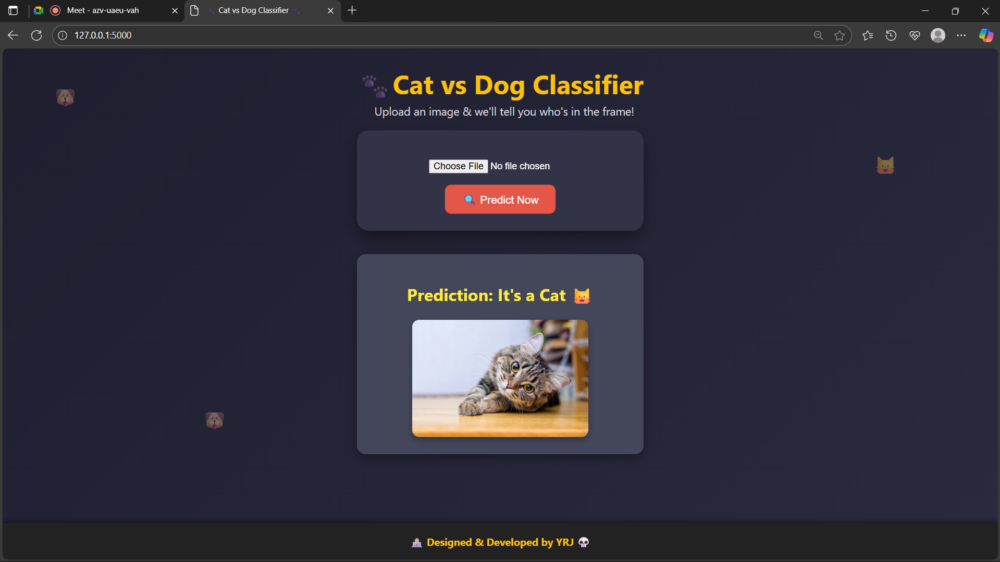 Meet - azv-uaeu-vah
🐾 Cat vs Dog Classifier 🐾
127.0.0.1:5000
🐾 Cat vs Dog Classifier
Upload an image & we'll tell you who's in the frame!
Choose File No file chosen
🔍 Predict Now
Prediction: It's a Cat 🐱
👨🏻‍💻 Designed & Developed by YRJ 💀